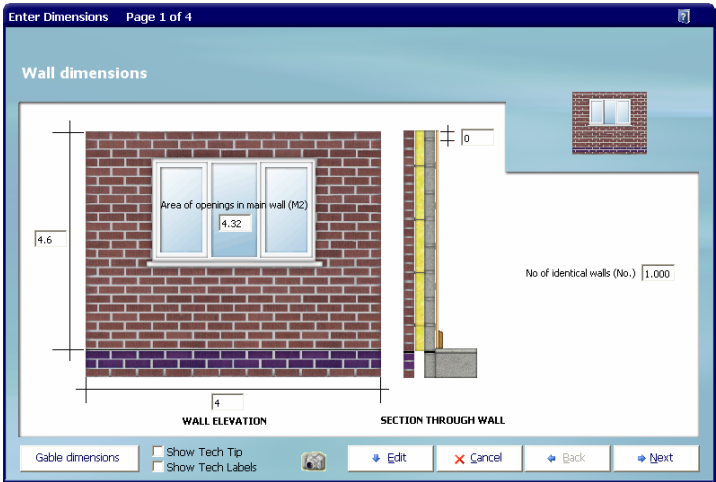 Enter Dimensions Page 1 of 4
?
Wall dimensions
0
Area of openings in main wall (M2)
4.32
4.6
No of identical walls (No.) 1.000
4
WALL ELEVATION
SECTION THROUGH WALL
Gable dimensions
Show Tech Tip
Show Tech Labels
Edit
Cancel
Back
Next